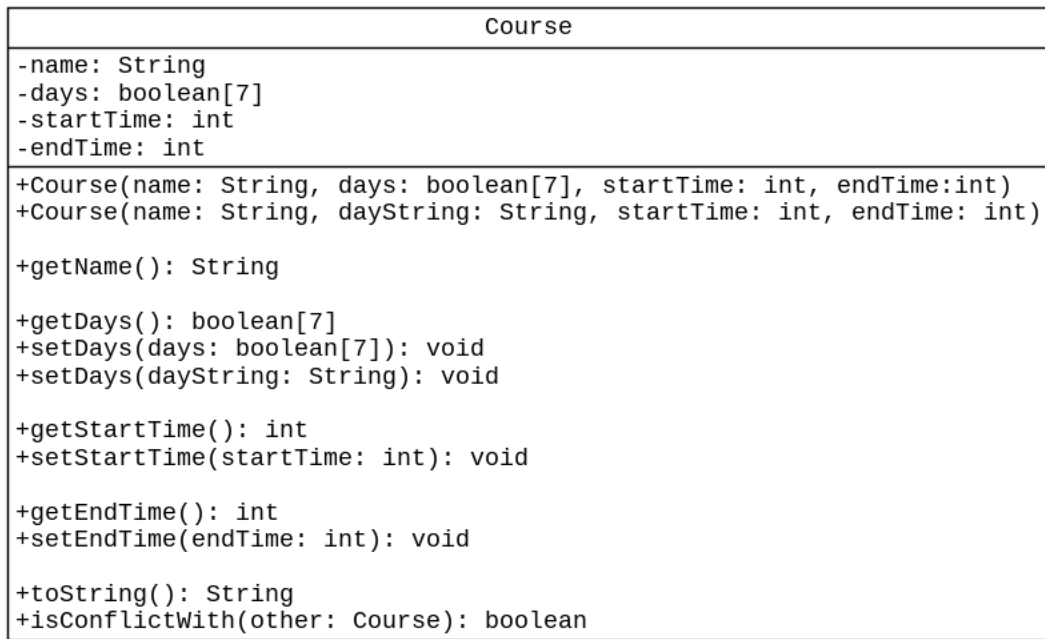 Course
-name: String
-days: boolean[7]
-startTime: int
-endTime: int
+Course(name: String, days: boolean[7], startTime: int, endTime:int)
+Course(name: String, dayString: String, startTime: int, endTime: int)
+getName(): String
+getDays(): boolean[7]
+setDays(days: boolean[7]): void
+setDays(dayString: String): void
+getStartTime(): int
+setStartTime(startTime: int): void
+getEndTime(): int
+setEndTime(endTime: int): void
+toString(): String
+isConflictWith(other: Course): boolean